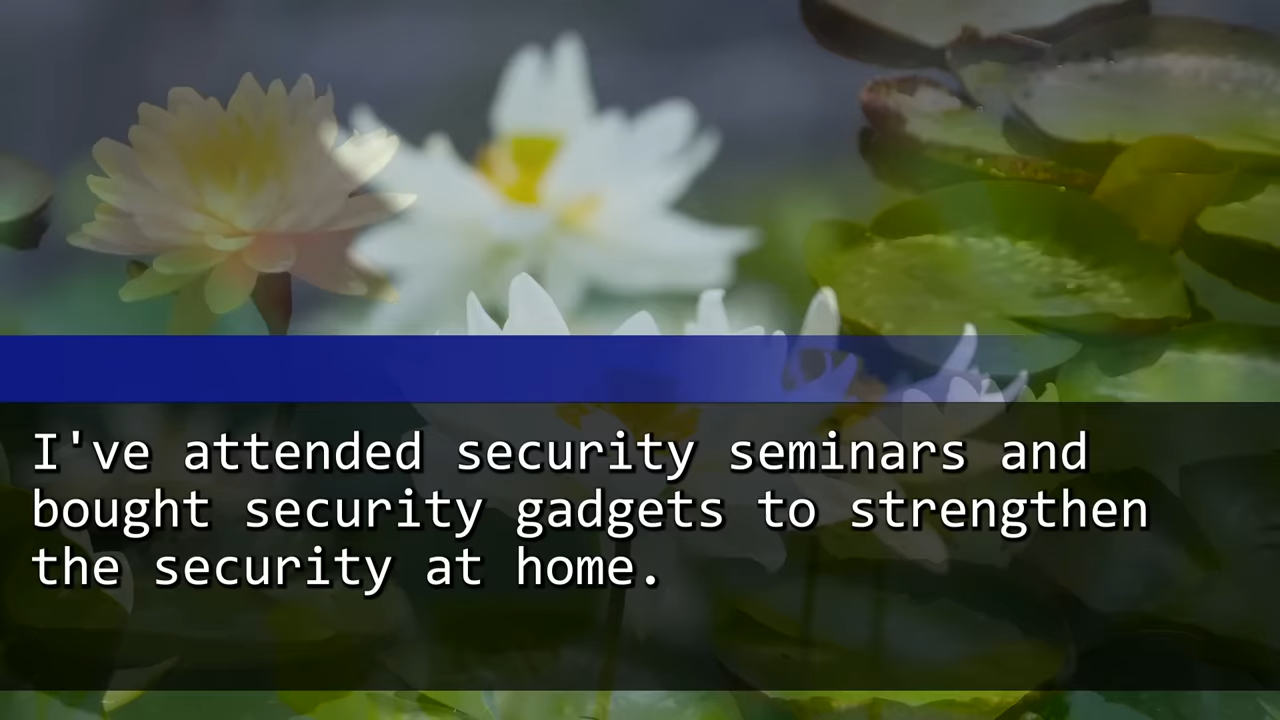 I've attended security seminars and
bought security gadgets to strengthen
the security at home.